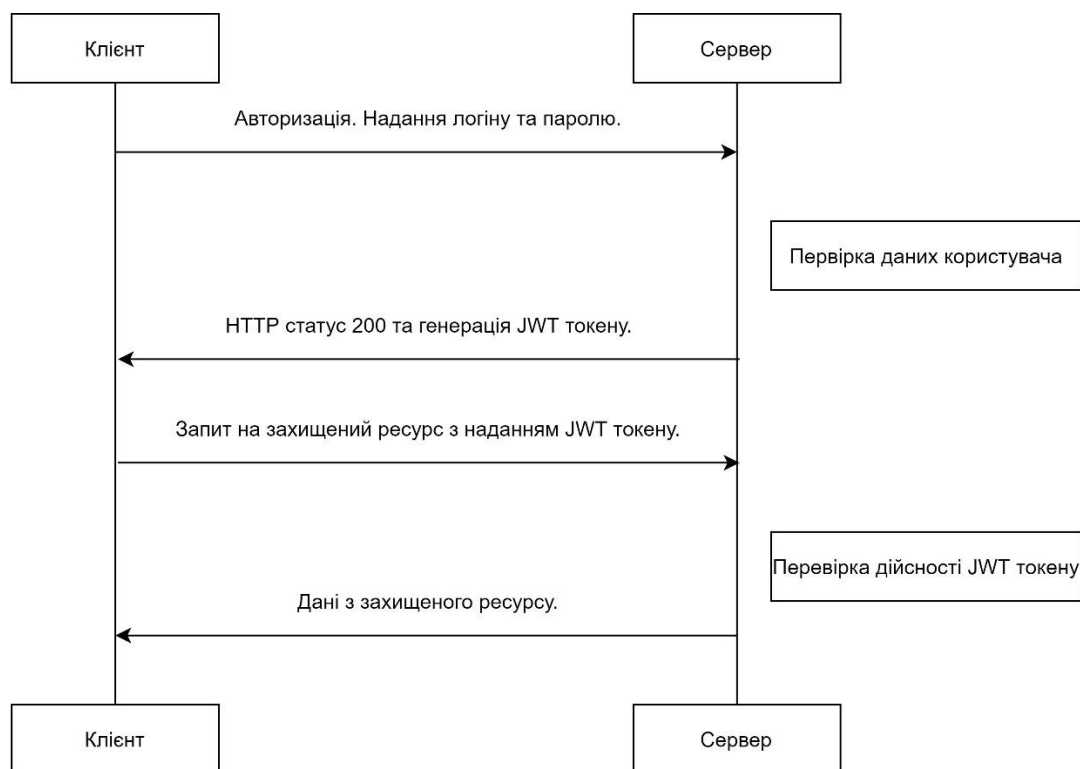 Клієнт
Сервер
Авторизація. Надання логіну та паролю.
Первірка даних користувача
HTTP статус 200 та генерація JWT токену.
Запит на захищений ресурс з наданням JWT токену.
Перевірка дійсності JWT токену
Дані з захищеного ресурсу.
Клієнт
Сервер